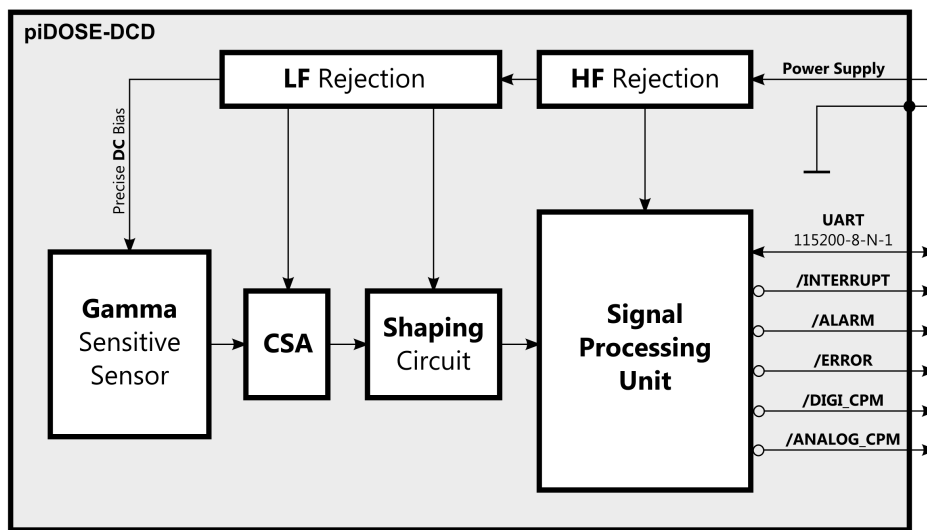 piDOSE-DCD
LF Rejection
HF Rejection
Power Supply
Precise DC Bias
UART
115200-8-N-1
/INTERRUPT
/ALARM
/ERROR
/DIGI_CPM
/ANALOG_CPM
Gamma
Sensitive
Sensor
CSA
Shaping
Circuit
Signal
Processing
Unit